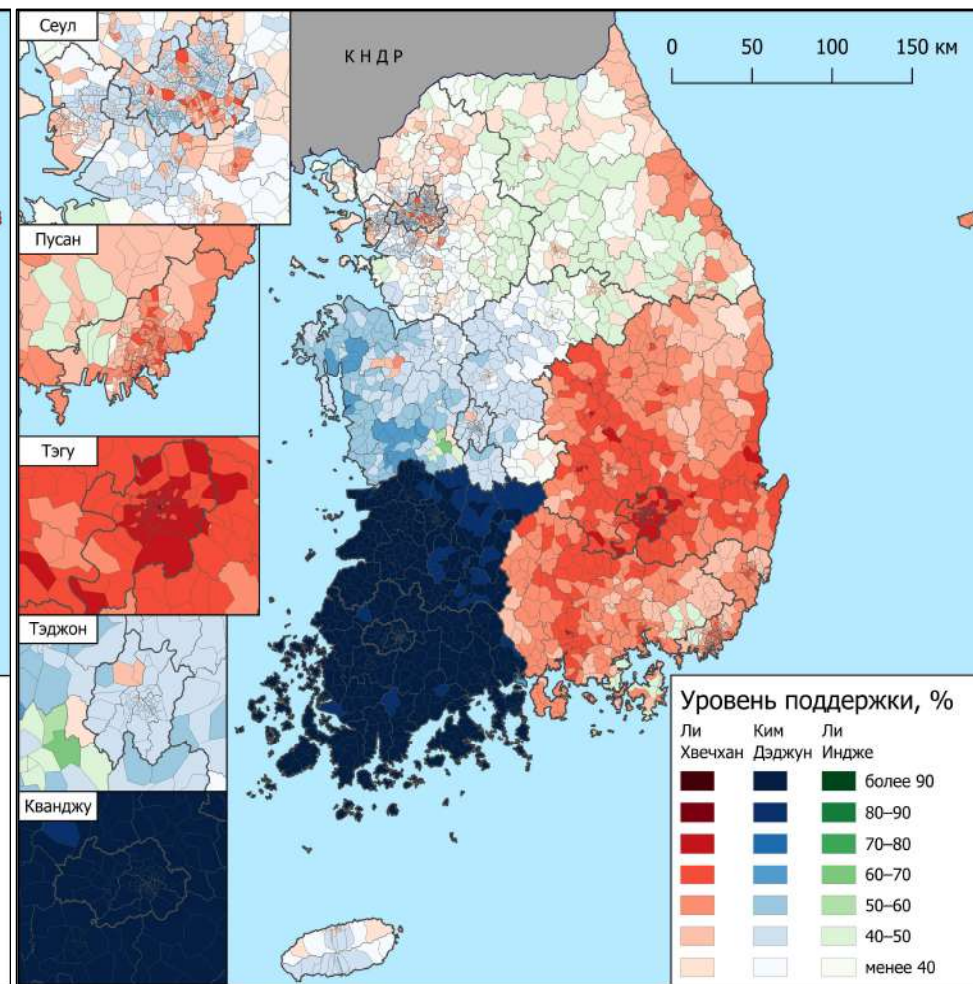 Сеул
КНДР
0 50 100 150 км
Пусан
Тэгу
Тэджон
Кванджу
Уровень поддержки, %
Ли Хвечхан
Ким Дэджун
Ли Индже
более 90
80–90
70–80
60–70
50–60
40–50
менее 40